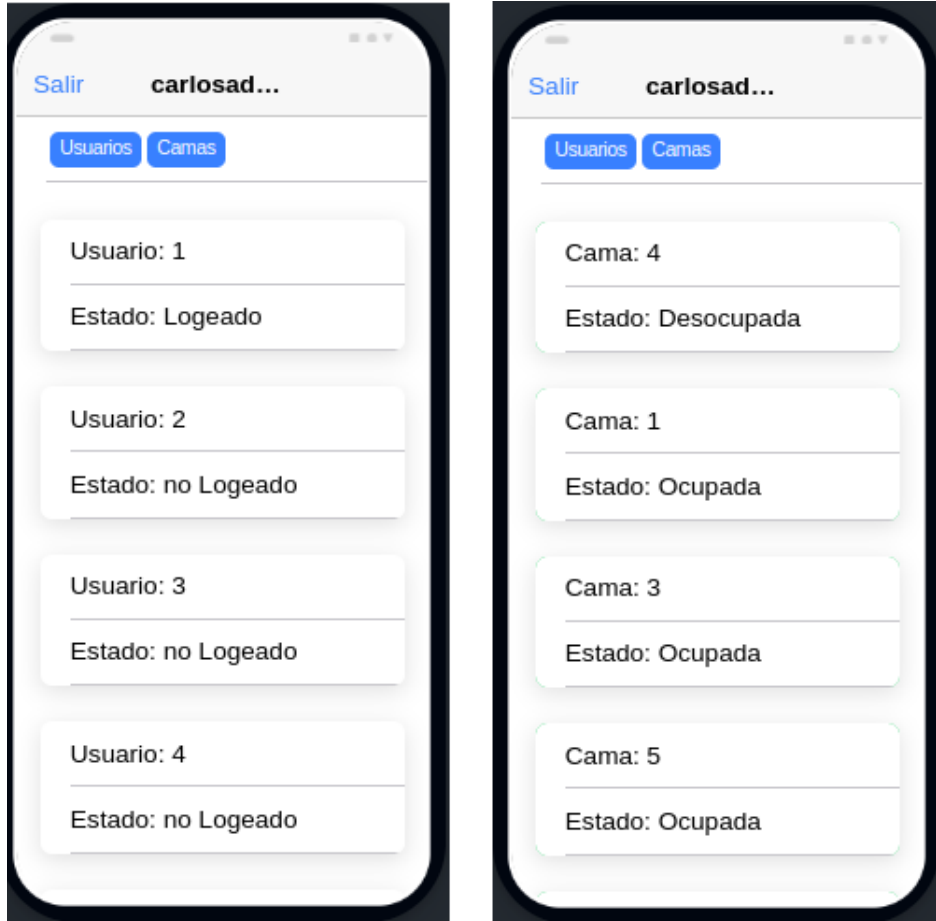 Salir carlosad...
Usuarios Camas
Usuario: 1
Estado: Logeado
Usuario: 2
Estado: no Logeado
Usuario: 3
Estado: no Logeado
Usuario: 4
Estado: no Logeado
Salir carlosad...
Usuarios Camas
Cama: 4
Estado: Desocupada
Cama: 1
Estado: Ocupada
Cama: 3
Estado: Ocupada
Cama: 5
Estado: Ocupada